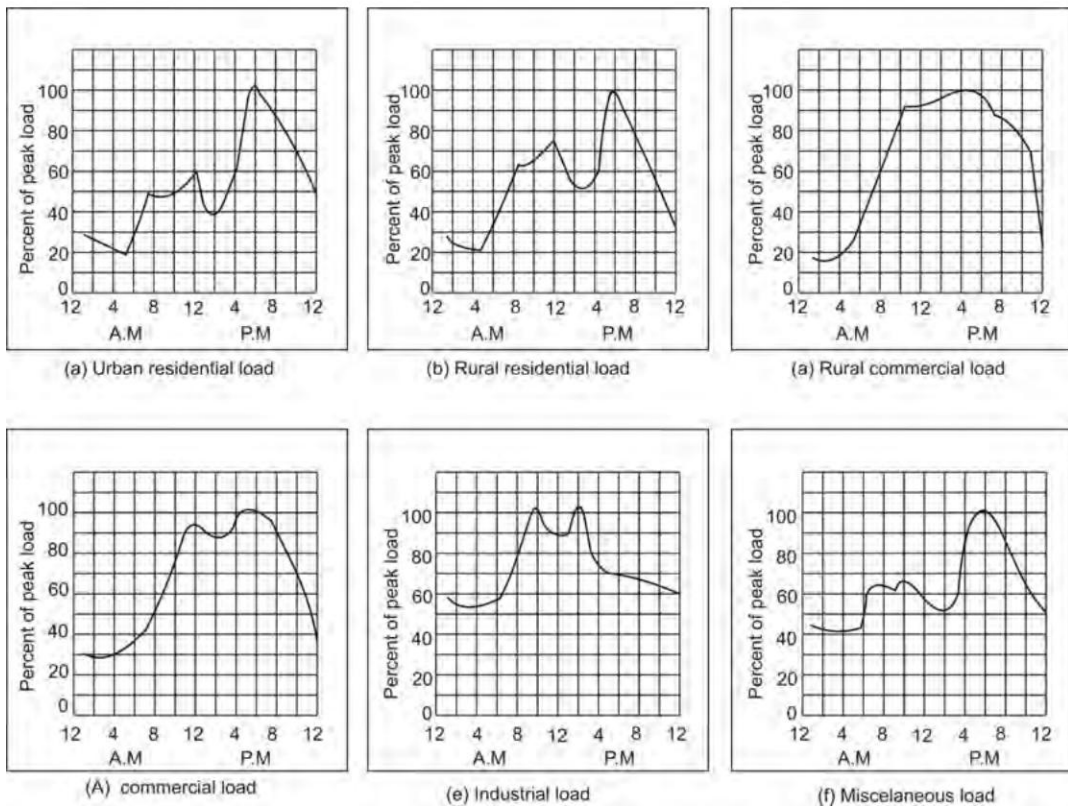 Percent of peak load
100
80
60
40
20
0
12 4 8 12 4 8 12
A.M P.M
(a) Urban residential load
Percent of peak load
100
80
60
40
20
0
12 4 8 12 4 8 12
A.M P.M
(b) Rural residential load
Percent of peak load
100
80
60
40
20
0
12 4 8 12 4 8 12
A.M P.M
(a) Rural commercial load
Percent of peak load
100
80
60
40
20
0
12 4 8 12 4 8 12
A.M P.M
(A) commercial load
Percent of peak load
100
80
60
40
20
0
12 4 8 12 4 8 12
A.M P.M
(e) Industrial load
Percent of peak load
100
80
60
40
20
0
12 4 8 12 4 8 12
A.M P.M
(f) Miscelaneous load